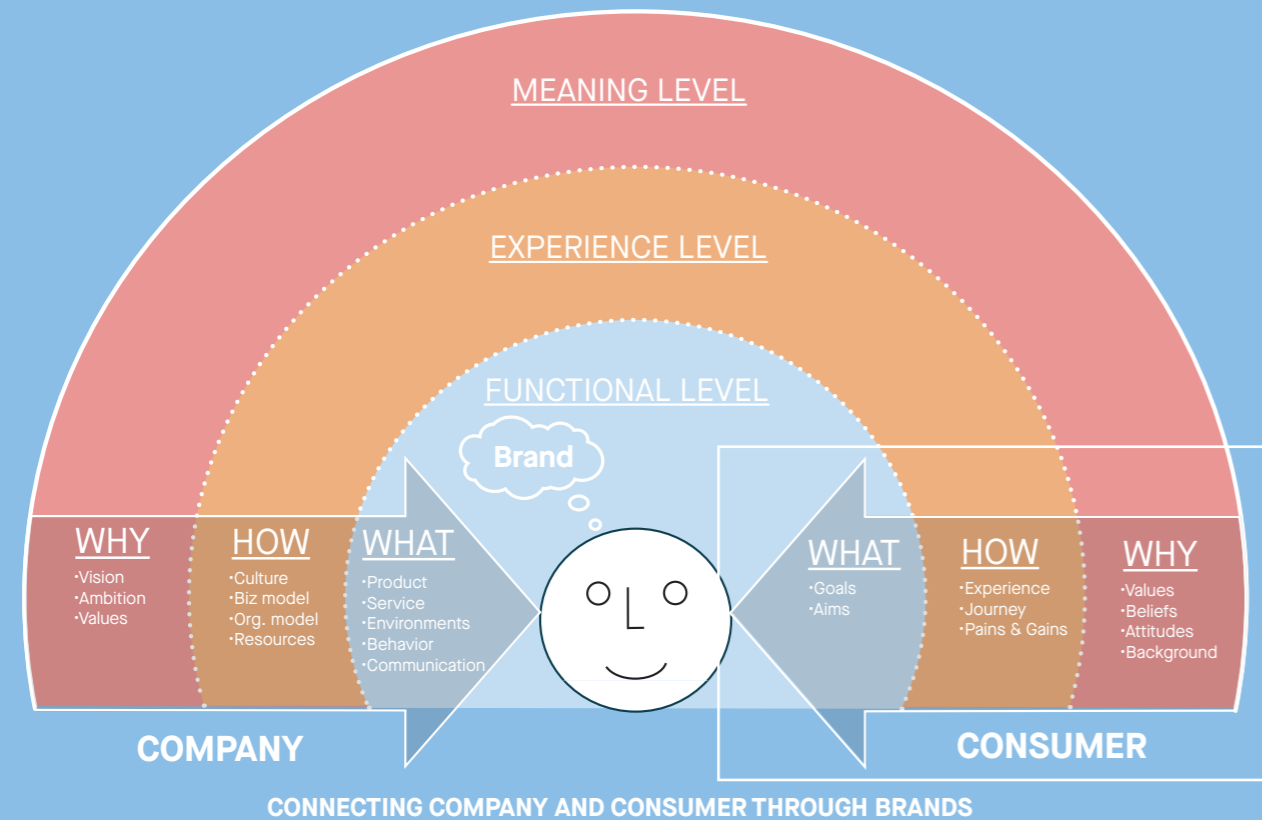 MEANING LEVEL
EXPERIENCE LEVEL
FUNCTIONAL LEVEL
Brand
WHY
•Vision
•Ambition
•Values
HOW
•Culture
•Biz model
•Org. model
•Resources
WHAT
•Product
•Service
•Environments
•Behavior
•Communication
WHAT
•Goals
•Aims
HOW
•Experience
•Journey
•Pains & Gains
WHY
•Values
•Beliefs
•Attitudes
•Background
COMPANY
CONSUMER
CONNECTING COMPANY AND CONSUMER THROUGH BRANDS